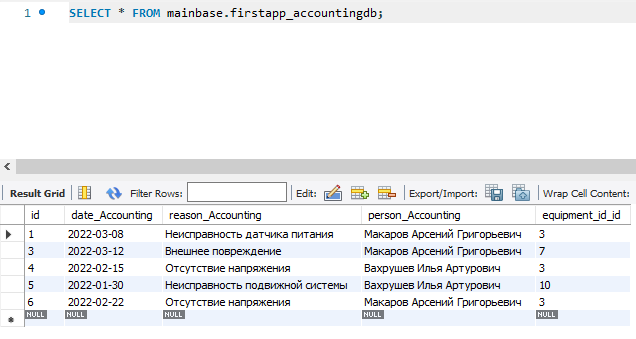 1 SELECT * FROM mainbase.firstapp_accountingdb;
Result Grid Filter Rows: Edit: Export/Import: Wrap Cell Content:
id date_Accounting reason_Accounting person_Accounting equipment_id_id
1 2022-03-08 Неисправность датчика питания Макаров Арсений Григорьевич 3
3 2022-03-12 Внешнее повреждение Макаров Арсений Григорьевич 7
4 2022-02-15 Отсутствие напряжения Вахрушев Илья Артурович 3
5 2022-01-30 Неисправность подвижной системы Вахрушев Илья Артурович 10
6 2022-02-22 Отсутствие напряжения Макаров Арсений Григорьевич 3
NULL NULL NULL NULL NULL